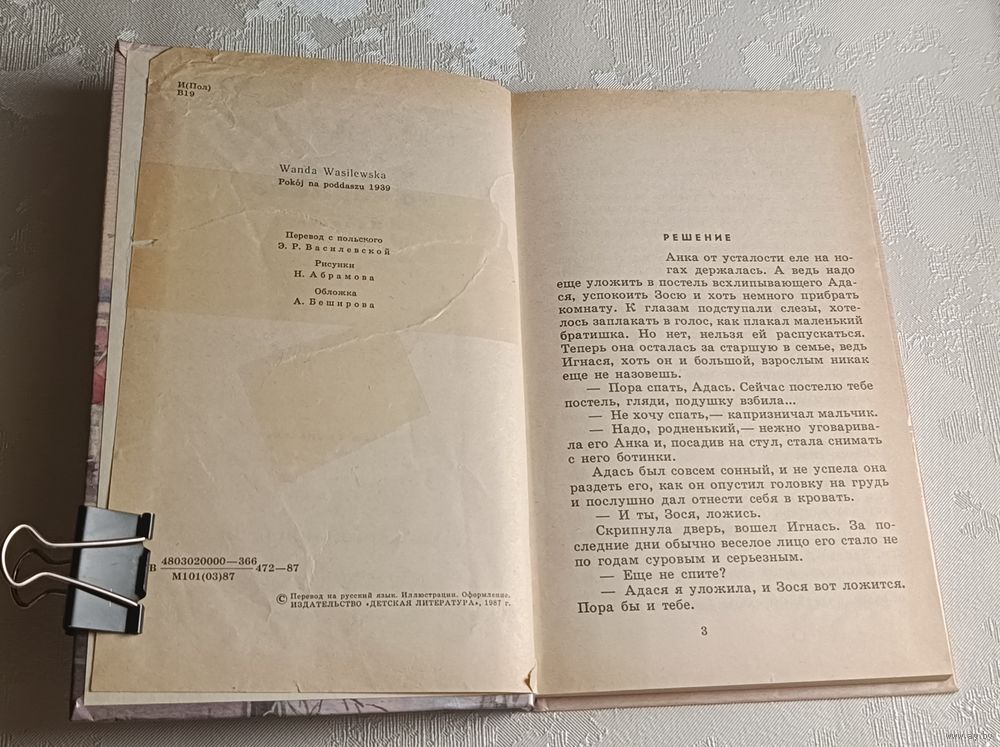 И(Пол)
В19
Wanda Wasilewska
Pokój na poddaszu 1939
Перевод с польского
Э. Р. Василевской
Рисунки
Н. Абрамова
Обложка
А. Беширова
В 4803020000—366 472—87
М101(03)87
© Перевод на русский язык. Иллюстрации. Оформление.
ИЗДАТЕЛЬСТВО «ДЕТСКАЯ ЛИТЕРАТУРА», 1987 г.
РЕШЕНИЕ
Анка от усталости еле на но-
гах держалась. А ведь надо
еще уложить в постель всхлипывающего Ада-
ся, успокоить Зосю и хоть немного прибрать
комнату. К глазам подступали слезы, хоте-
лось заплакать в голос, как плакал маленький
братишка. Но нет, нельзя ей распускаться.
Теперь она осталась за старшую в семье, ведь
Игнася, хоть он и большой, взрослым никак
еще не назовешь.
— Пора спать, Адась. Сейчас постелю тебе
постель, гляди, подушку взбила...
— Не хочу спать,— капризничал мальчик.
— Надо, родненький,— нежно уговарива-
ла его Анка и, посадив на стул, стала снимать
с него ботинки.
Адась был совсем сонный, и не успела она
раздеть его, как он опустил головку на грудь
и послушно дал отнести себя в кровать.
— И ты, Зося, ложись.
Скрипнула дверь, вошел Игнась. За по-
следние дни обычно веселое лицо его стало не
по годам суровым и серьезным.
— Еще не спите?
— Адася я уложила, и Зося вот ложится.
Пора бы и тебе.
3